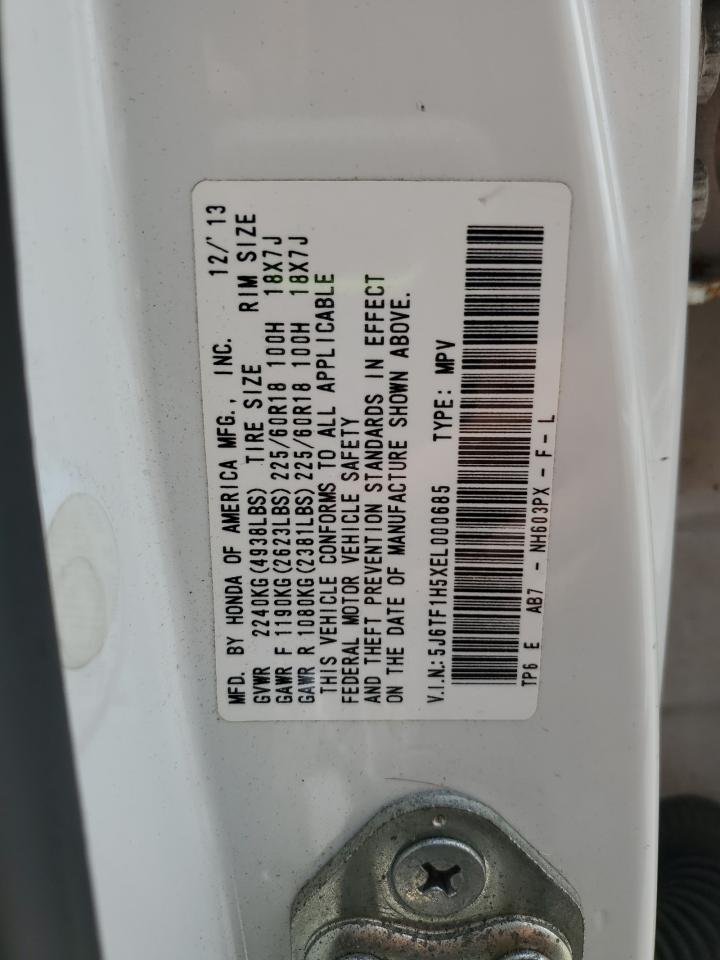 MFD. BY HONDA OF AMERICA MFG., INC. 12/'13
GVWR 2240KG(4938LBS) TIRE SIZE RIM SIZE
GAWR F 1190KG(2623LBS) 225/60R18 100H 18X7J
GAWR R 1080KG(2381LBS) 225/60R18 100H 18X7J
THIS VEHICLE CONFORMS TO ALL APPLICABLE
FEDERAL MOTOR VEHICLE SAFETY
AND THEFT PREVENTION STANDARDS IN EFFECT
ON THE DATE OF MANUFACTURE SHOWN ABOVE.
V.I.N.: 5J6TF1H5XEL000685 TYPE: MPV
TP6 E AB7 - NH603PX - F - L